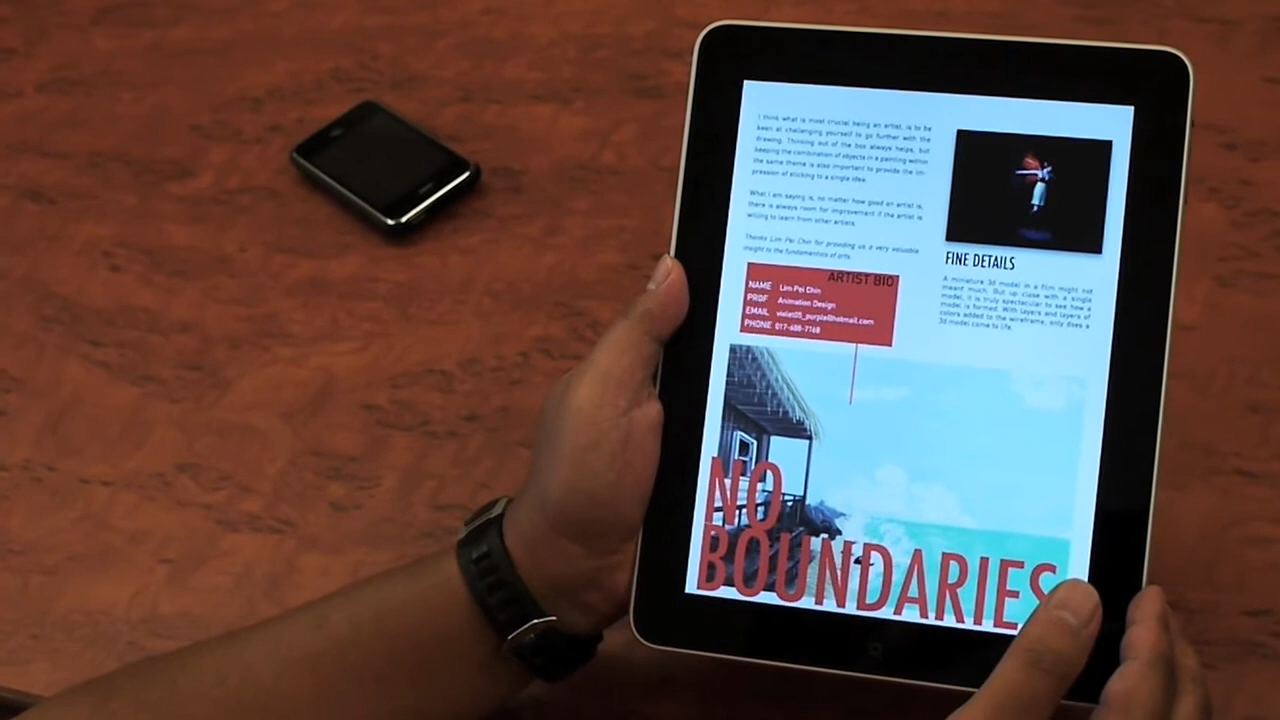 I think what is most crucial being an artist, is to be
keen at challenging yourself to go further with the
drawing. Thinking out of the box always helps, but
keeping the combination of objects in a painting within
the same theme is also important to provide the im-
pression of sticking to a single idea.
What I am saying is, no matter how good an artist is,
there is always room for improvement if the artist is
willing to learn from other artists.
Thanks Lim Pei Chin for providing us a very valuable
insight to the fundamentals of arts.
ARTIST BIO
NAME Lim Pei Chin
PROF Animation Design
EMAIL violet05_purple@hotmail.com
PHONE 017-688-7168
FINE DETAILS
A miniature 3d model in a film might not
meant much. But up close with a single
model, it is truly spectacular to see how a
model is formed. With layers and layers of
colors added to the wireframe, only does a
3d model come to life.
NO
BOUNDARIES